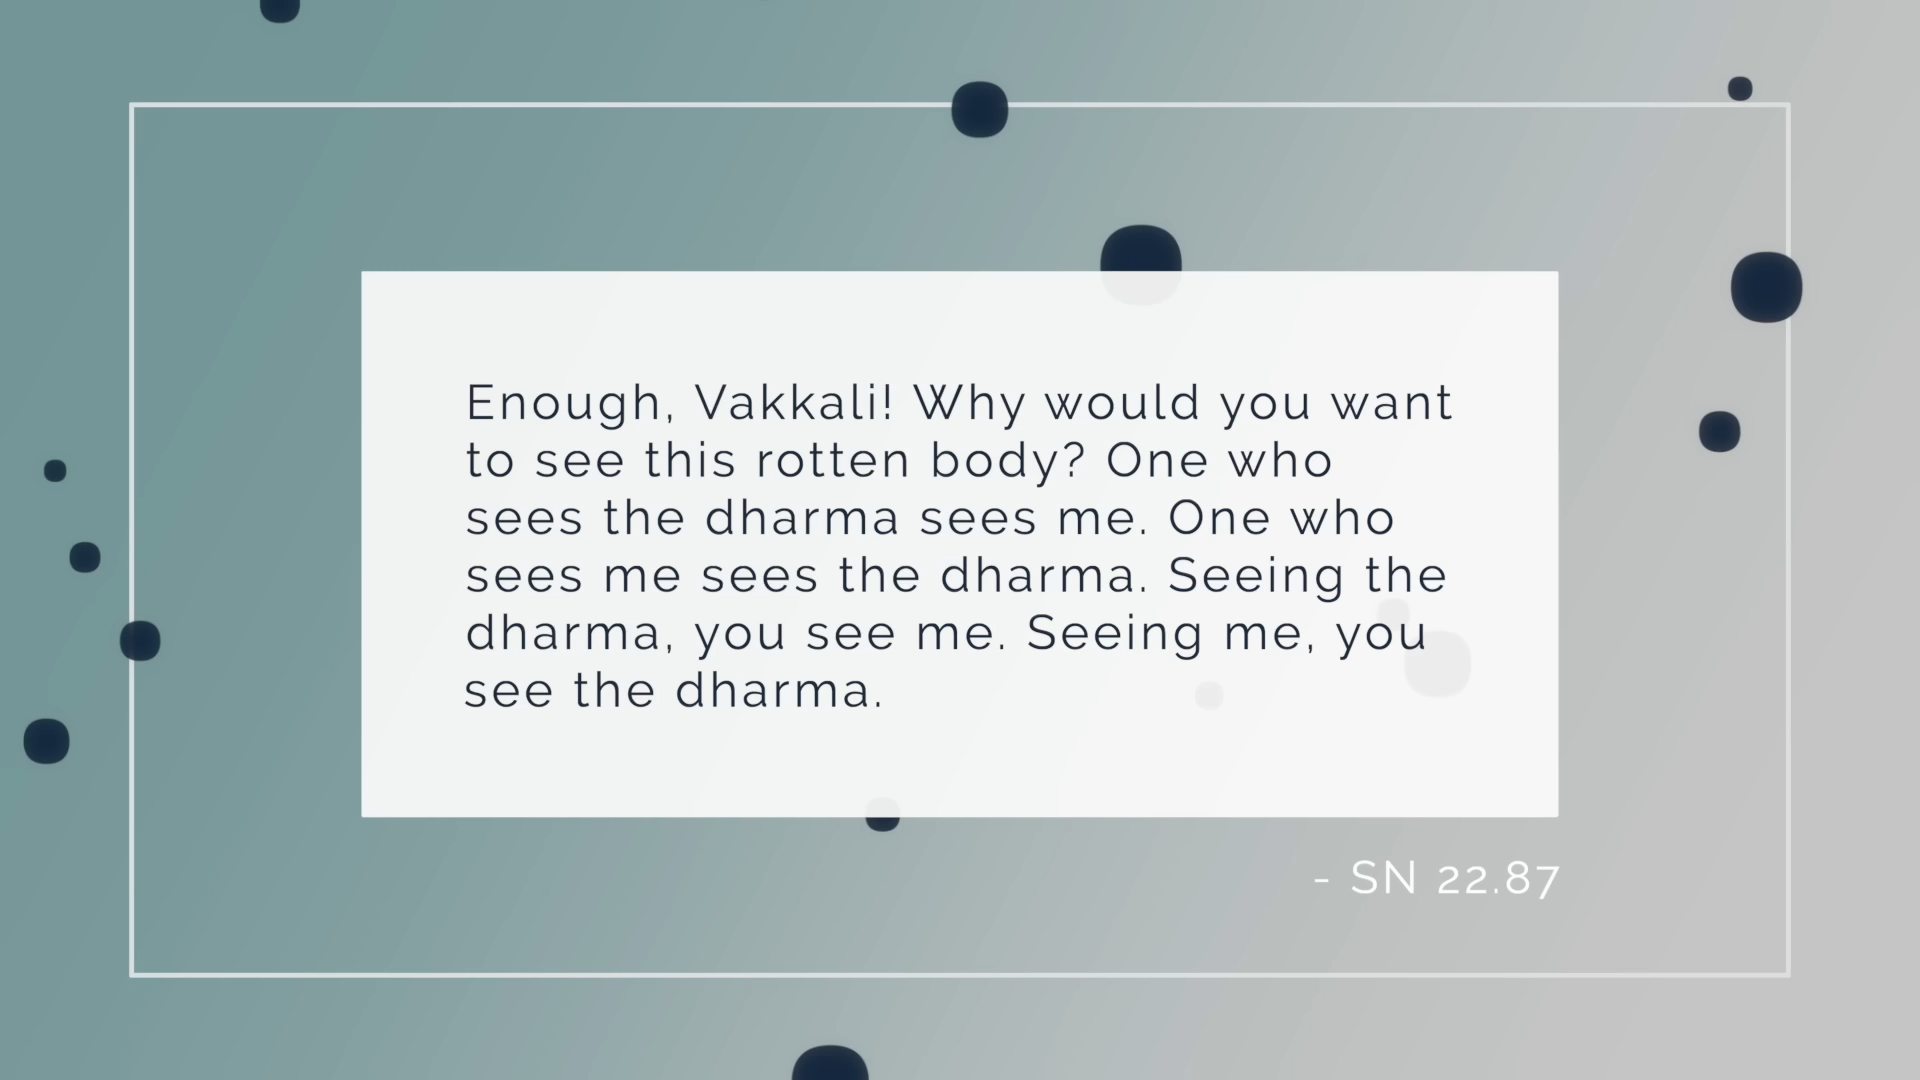 Enough, Vakkali! Why would you want
to see this rotten body? One who
sees the dharma sees me. One who
sees me sees the dharma. Seeing the
dharma, you see me. Seeing me, you
see the dharma.
- SN 22.87